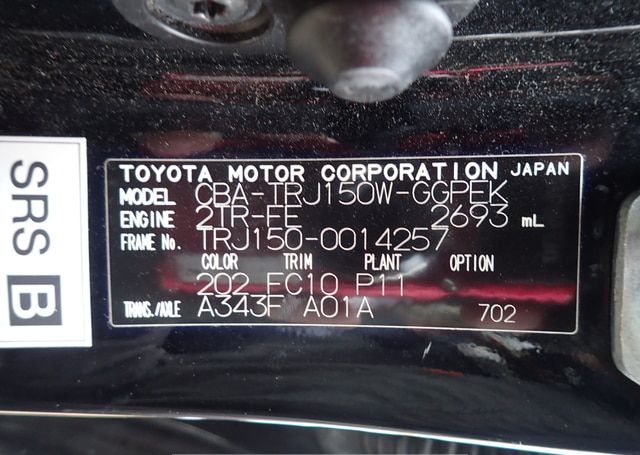 SRS B
TOYOTA MOTOR CORPORATION JAPAN
MODEL CBA-TRJ150W-GGPEK
ENGINE 2TR-FE 2693 mL
FRAME No. TRJ150-0014257
COLOR TRIM PLANT OPTION
202 FC10 P11
TRANS./AXLE A343F A01A 702